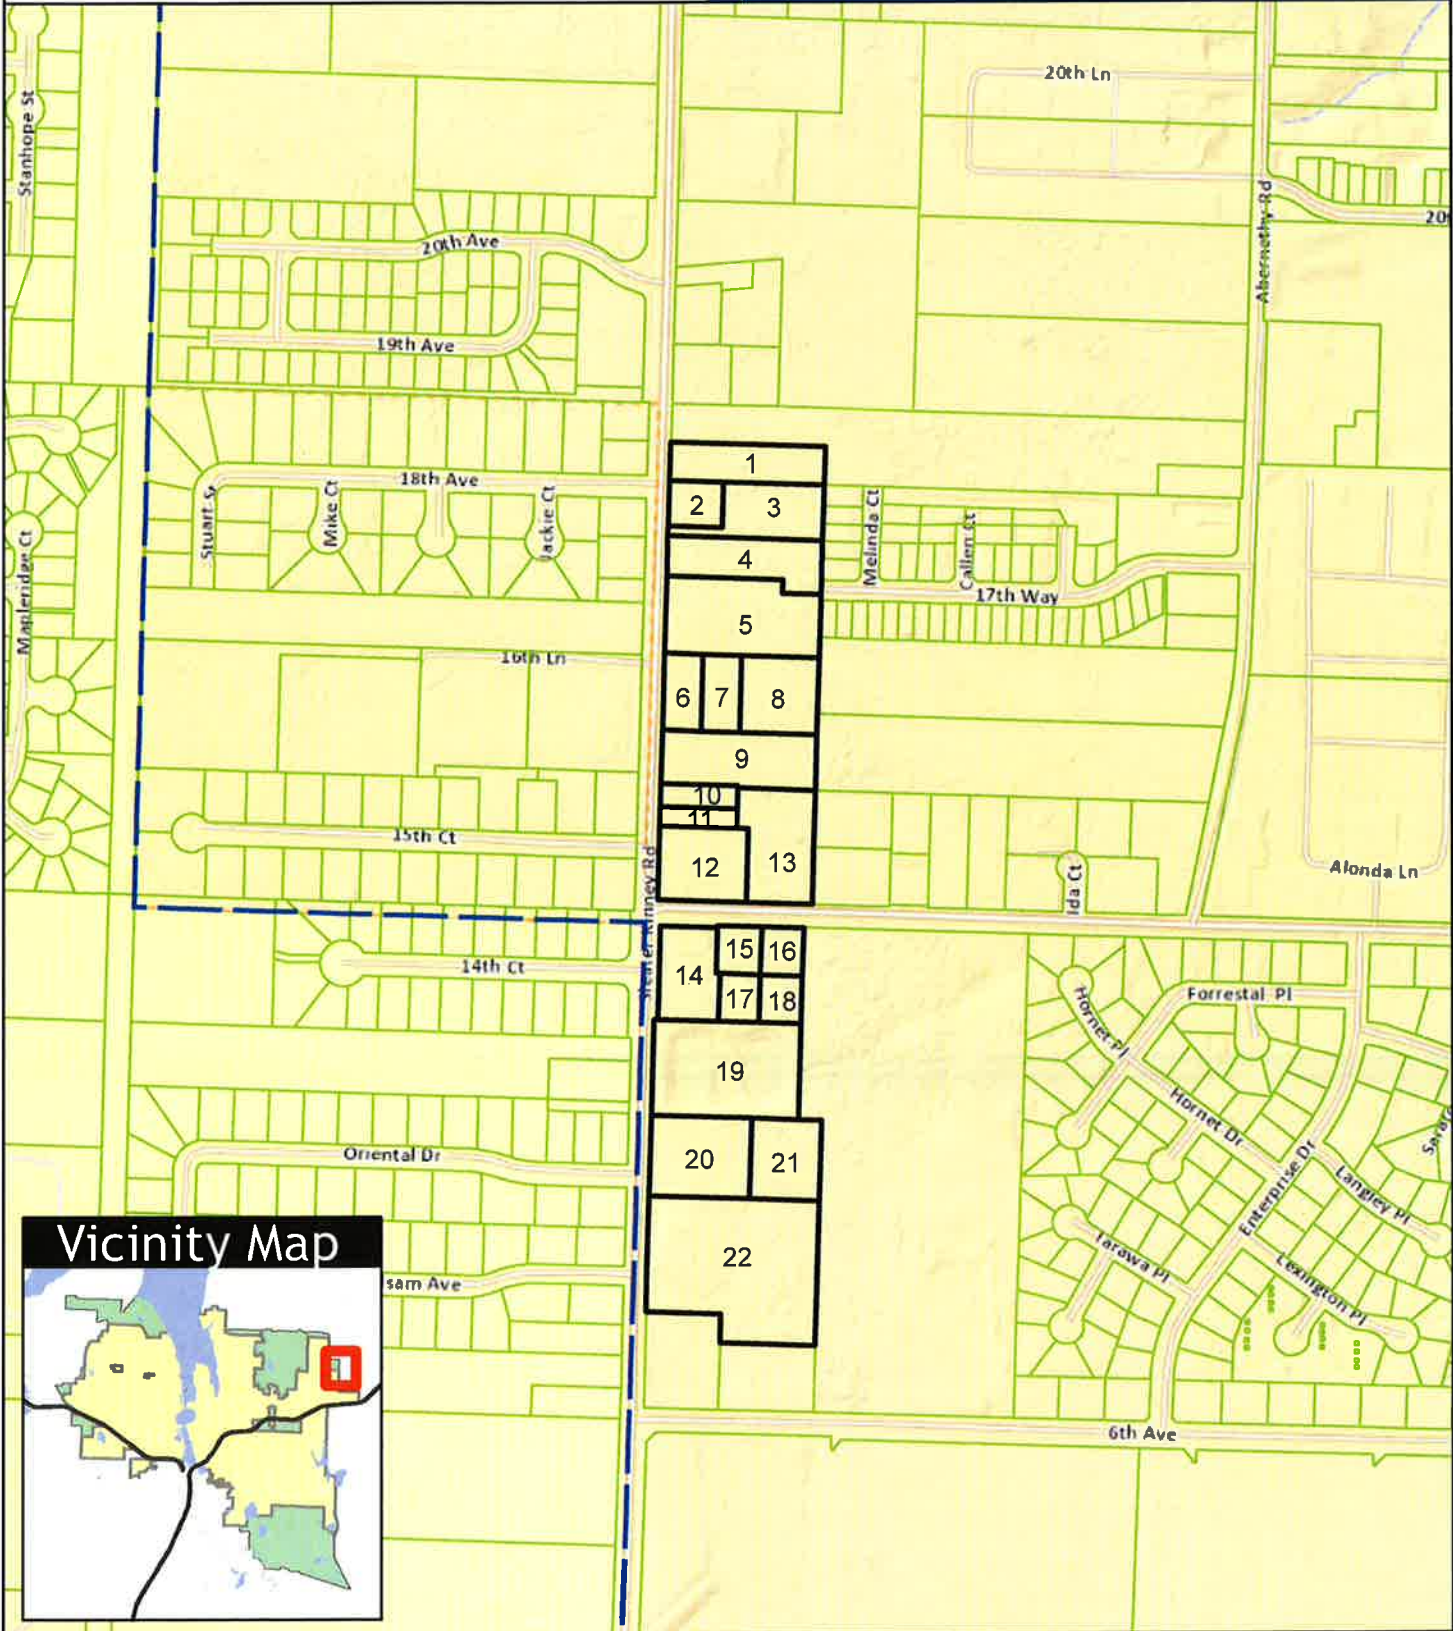 20th Ln
Stanhope St
Abernethy Rd
20
20th Ave
19th Ave
1
18th Ave
2
3
Stuart St
Mike Ct
Jackie Ct
Melinda Ct
Callen Ct
4
17th Way
Mapleridge Ct
5
16th Ln
6
7
8
9
10
11
15th Ct
12
13
Alonda Ln
Ida Ct
Sleater Kinney Rd
14th Ct
14
15
16
17
18
Forrestal Pl
Hornet Pl
19
Hornet Dr
Oriental Dr
20
21
Enterprise Dr
Langley Pl
Sarat
Vicinity Map
22
Tarawa Pl
Lexington Pl
sam Ave
6th Ave